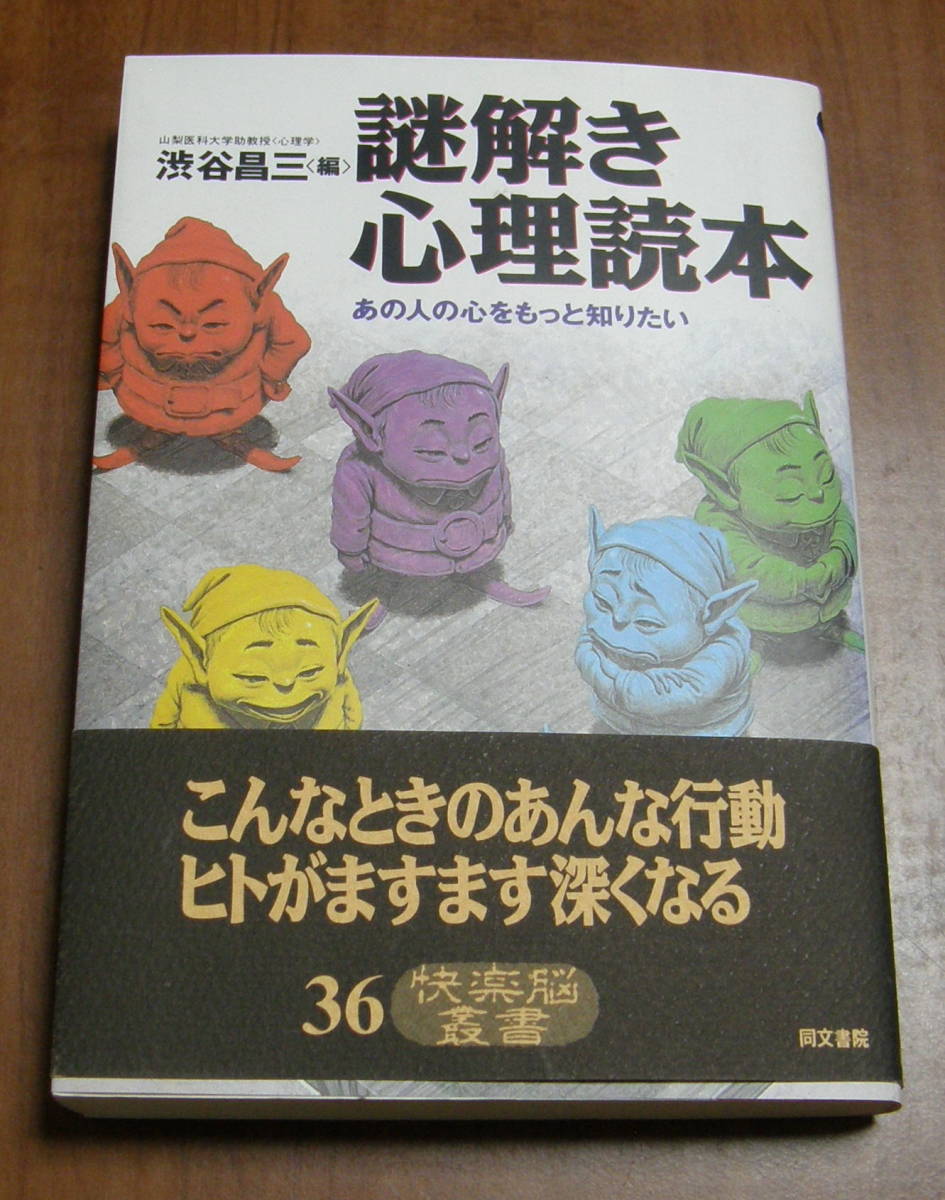 山梨医科大学助教授〈心理学〉
渋谷昌三〈編〉
謎解き
心理読本
あの人の心をもっと知りたい
こんなときのあんな行動
ヒトがますます深くなる
36
快楽脳
叢書
同文書院